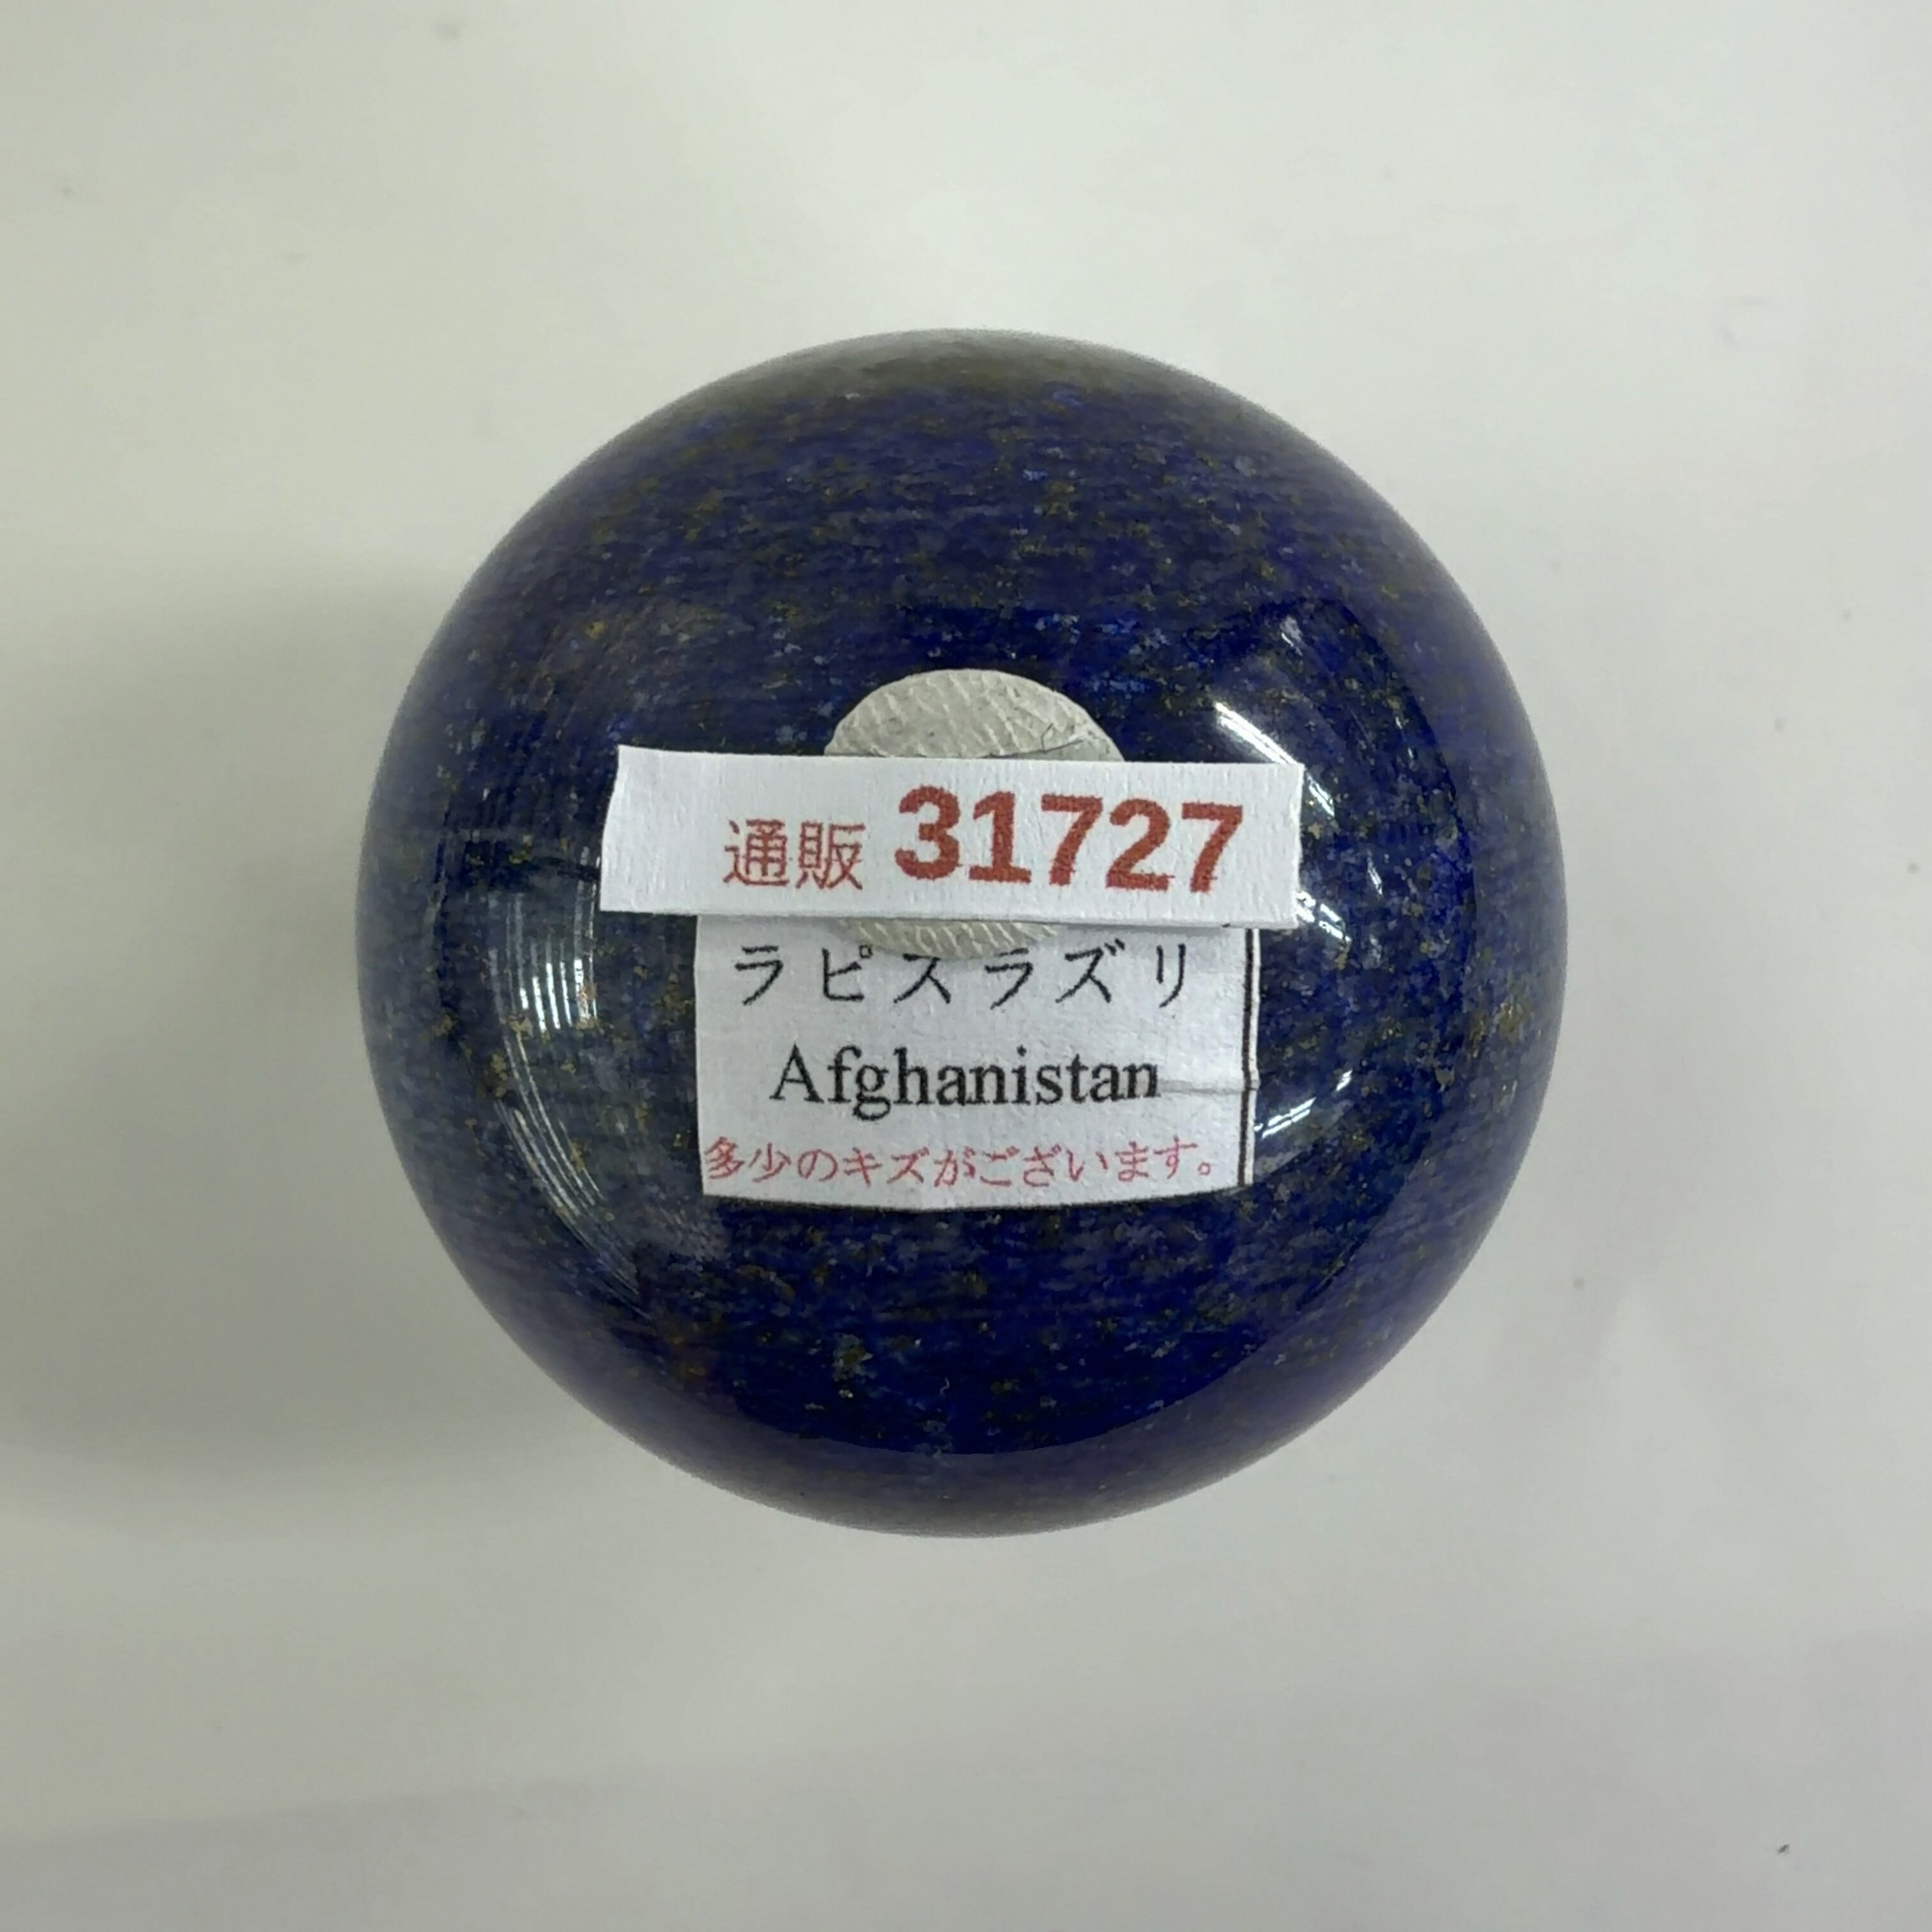 通販 31727
ラピスラズリ
Afghanistan
多少のキズがございます。